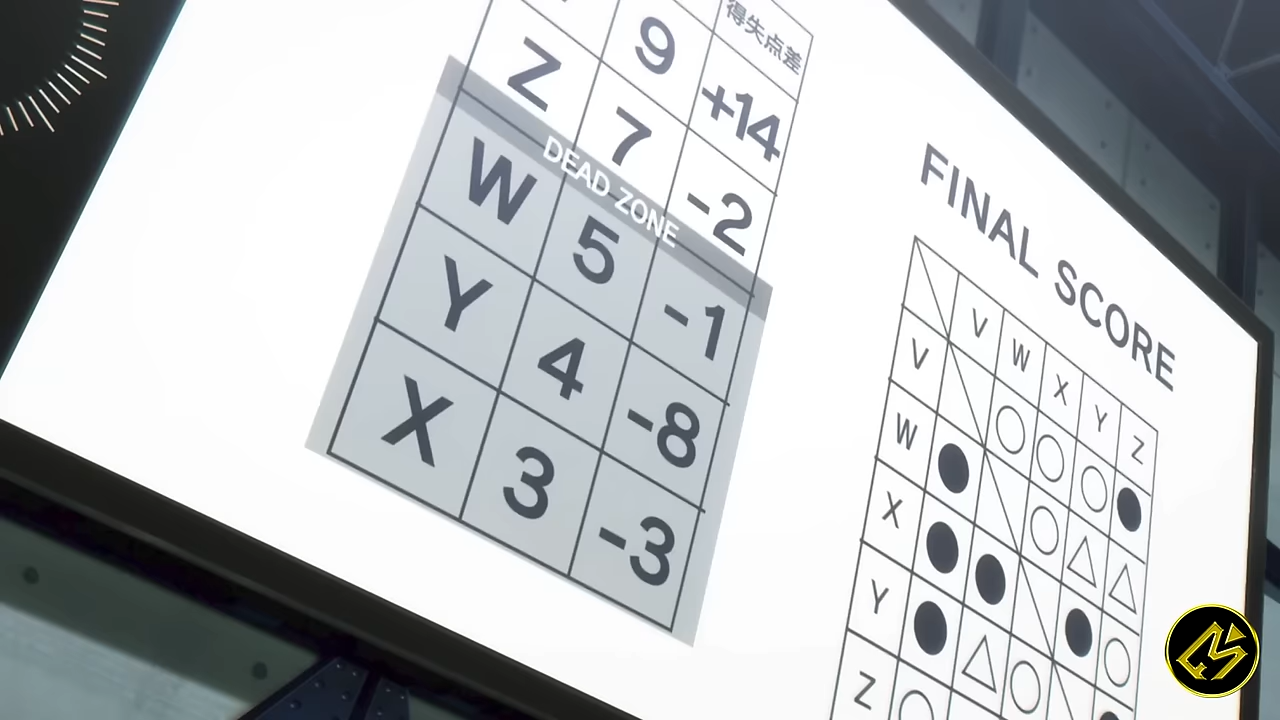 得失点差
9 +14
Z 7 -2
DEAD ZONE
W 5 -1
Y 4 -8
X 3 -3
FINAL SCORE
V W X Y Z
V ○ ○ ○ ●
W ● ○ △ △
X ● ● ● ○
Y ● △ ○ ●
Z ○